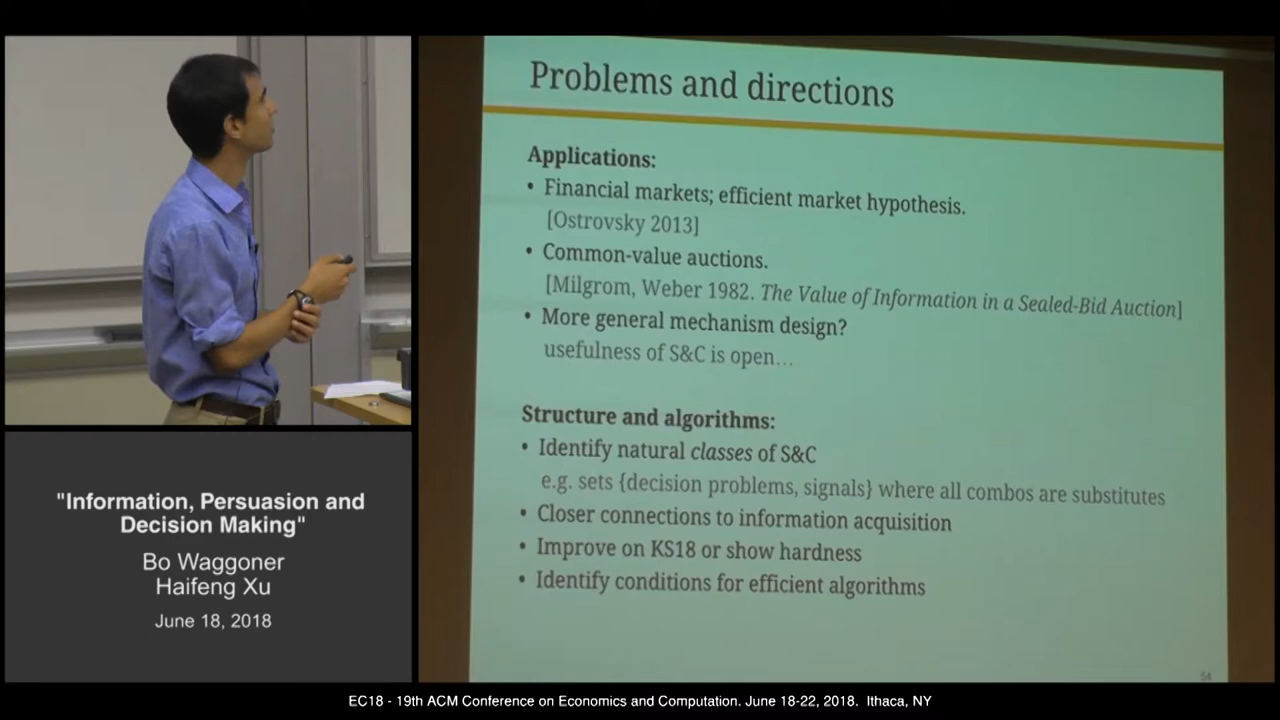 Problems and directions
Applications:
• Financial markets; efficient market hypothesis.
[Ostrovsky 2013]
• Common-value auctions.
[Milgrom, Weber 1982. The Value of Information in a Sealed-Bid Auction]
• More general mechanism design?
usefulness of S&C is open...
Structure and algorithms:
• Identify natural classes of S&C
e.g. sets {decision problems, signals} where all combos are substitutes
• Closer connections to information acquisition
• Improve on KS18 or show hardness
• Identify conditions for efficient algorithms
54
"Information, Persuasion and
Decision Making"
Bo Waggoner
Haifeng Xu
June 18, 2018
EC18 - 19th ACM Conference on Economics and Computation. June 18-22, 2018. Ithaca, NY